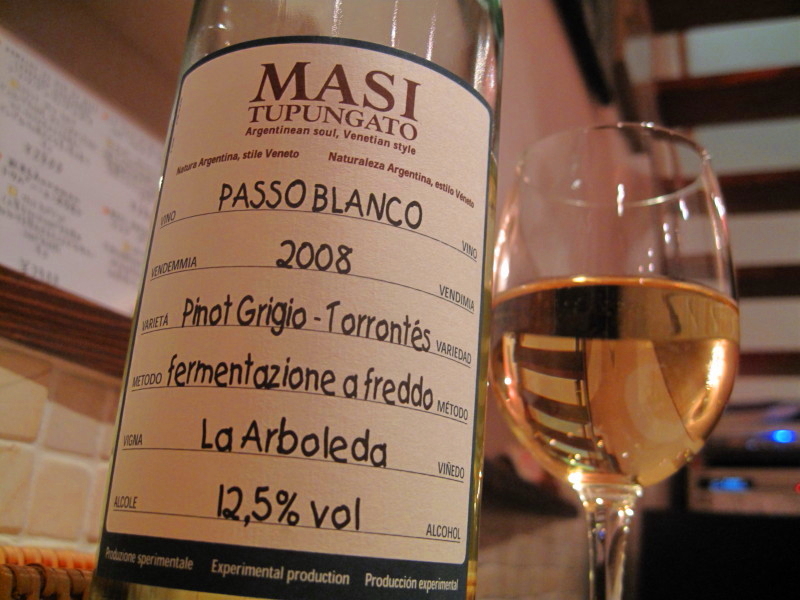 MASI
TUPUNGATO
Argentinean soul, Venetian style
Natura Argentina, stile Veneto Naturaleza Argentina, estilo Véneto
VINO PASSO BLANCO VINO
VENDEMMIA 2008 VENDIMIA
VARIETÀ Pinot Grigio - Torrontés VARIEDAD
METODO fermentazione a freddo MÉTODO
VIGNA La Arboleda VIÑEDO
ALCOLE 12,5% vol ALCOHOL
Produzione sperimentale Experimental production Producción experimental